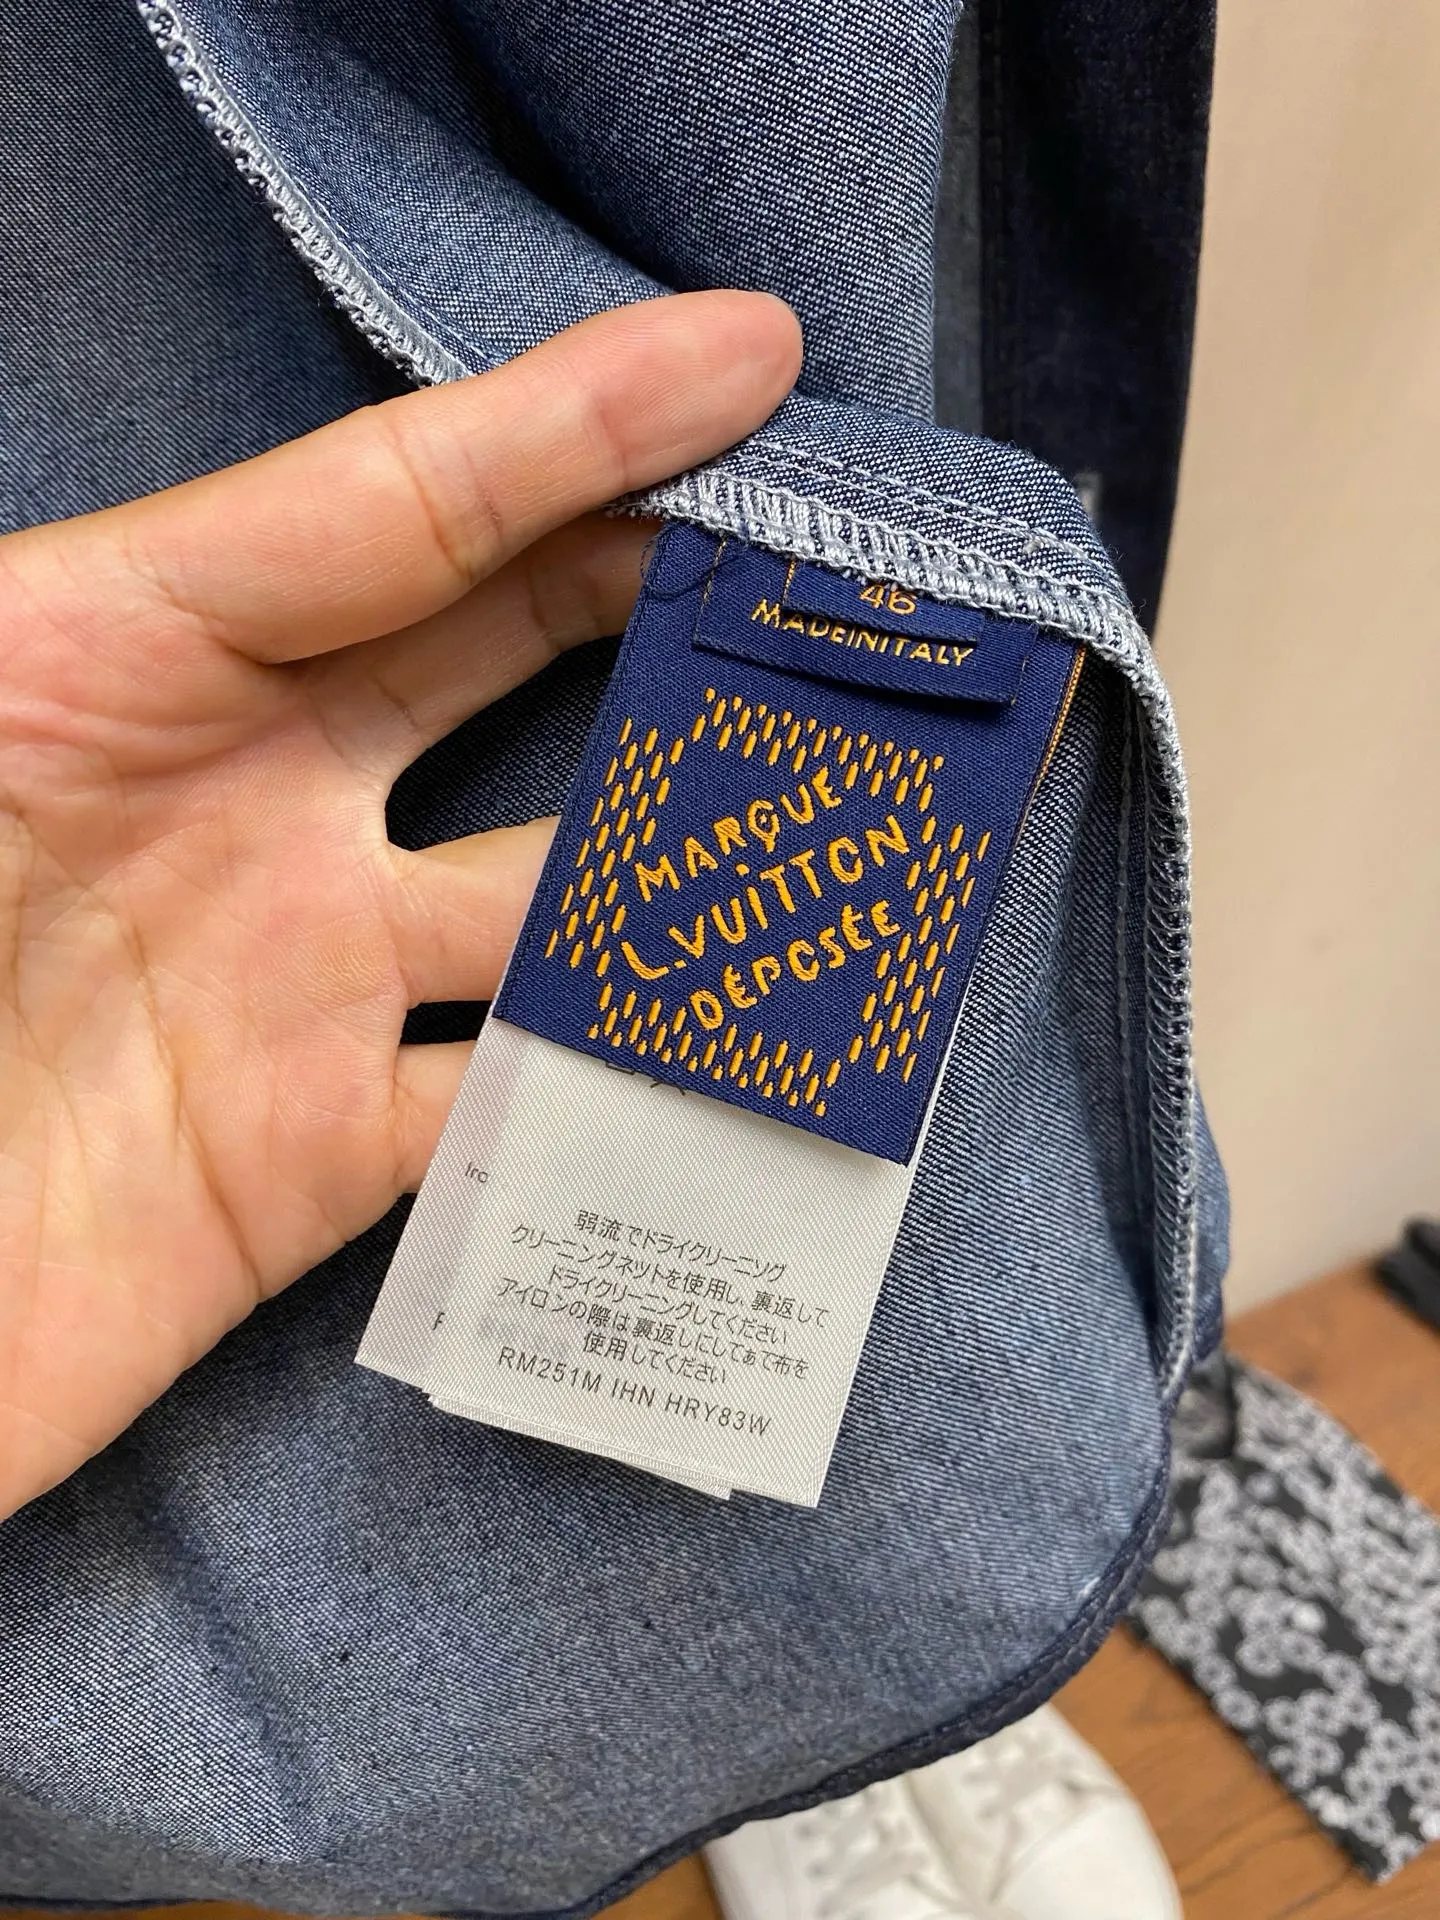 46
MADEINITALY
MARQUE
L.VUITTON
DÉPOSÉE
Iro
F
弱流でドライクリーニング
クリーニングネットを使用し、裏返して
ドライクリーニングしてください
アイロンの際は裏返しにしてあて布を
使用してください
RM251M IHN HRY83W